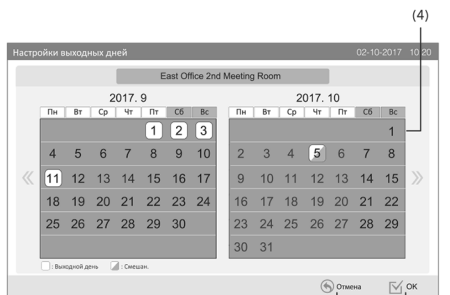 (4)
Настройки выходных дней 02-10-2017 10:20
East Office 2nd Meeting Room
2017. 9 2017. 10
Пн Вт Ср Чт Пт Сб Вс Пн Вт Ср Чт Пт Сб Вс
1 2 3 1
4 5 6 7 8 9 10 2 3 4 5 6 7 8
11 12 13 14 15 16 17 9 10 11 12 13 14 15
18 19 20 21 22 23 24 16 17 18 19 20 21 22
25 26 27 28 29 30 23 24 25 26 27 28 29
30 31
: Выходной день : Смешан.
Отмена OK